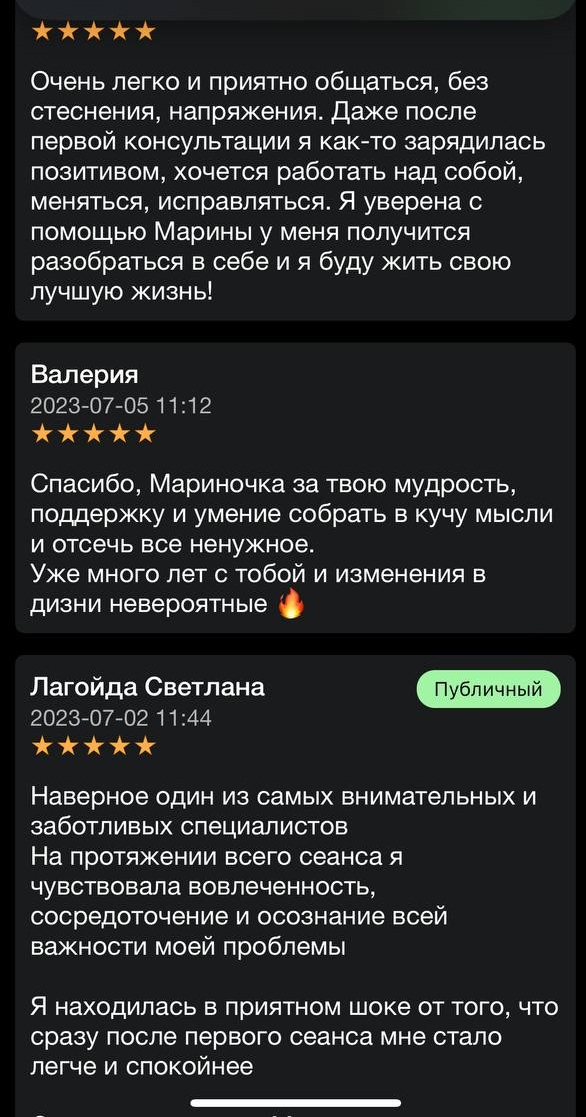 Очень легко и приятно общаться, без
стеснения, напряжения. Даже после
первой консультации я как-то зарядилась
позитивом, хочется работать над собой,
меняться, исправляться. Я уверена с
помощью Марины у меня получится
разобраться в себе и я буду жить свою
лучшую жизнь!
Валерия
2023-07-05 11:12
Спасибо, Мариночка за твою мудрость,
поддержку и умение собрать в кучу мысли
и отсечь все ненужное.
Уже много лет с тобой и изменения в
дизни невероятные 🔥
Лагойда Светлана
Публичный
2023-07-02 11:44
Наверное один из самых внимательных и
заботливых специалистов
На протяжении всего сеанса я
чувствовала вовлеченность,
сосредоточение и осознание всей
важности моей проблемы
Я находилась в приятном шоке от того, что
сразу после первого сеанса мне стало
легче и спокойнее